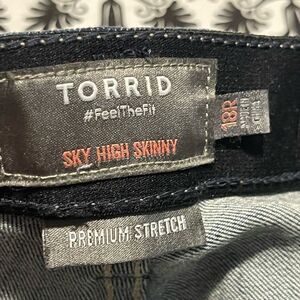 TORRID
#FeelTheFit
SKY HIGH SKINNY
18R
PREMIUM STRETCH